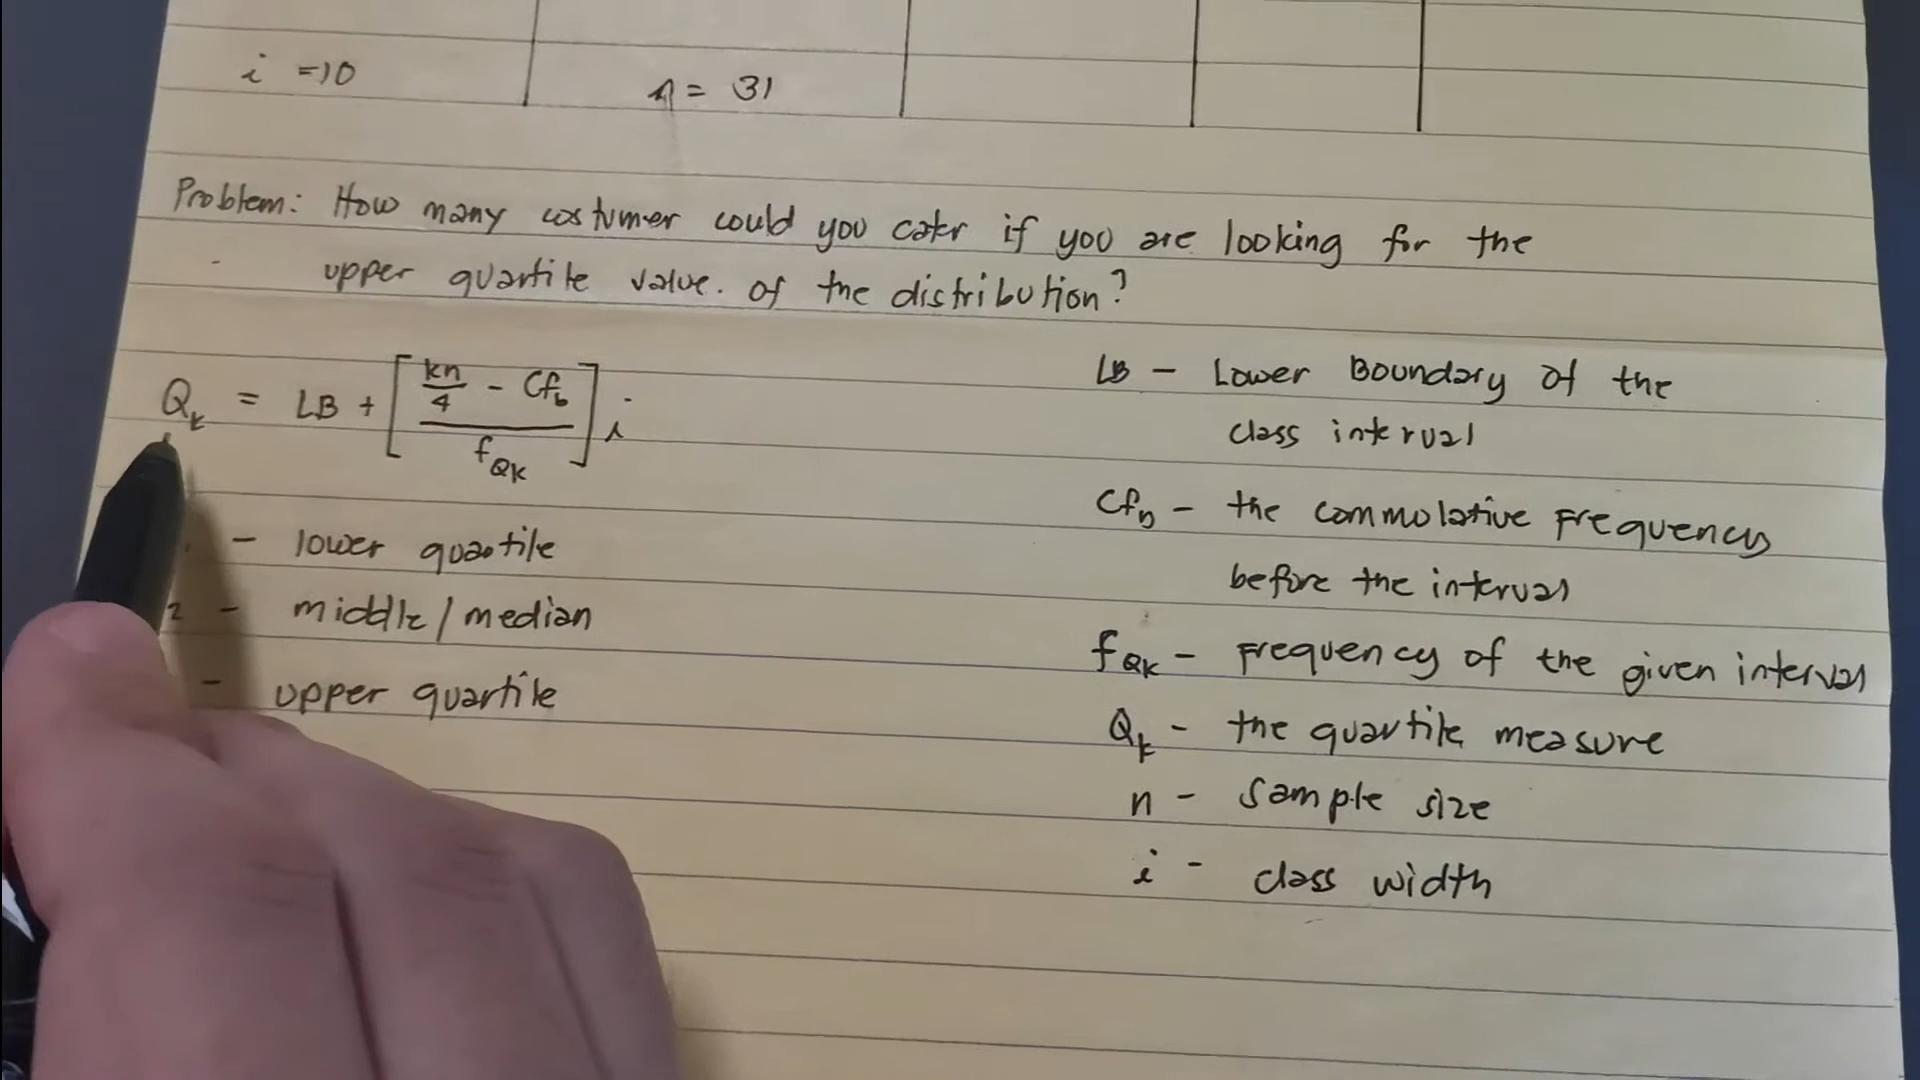 i = 10
n = 31
Problem: How many costumer could you cater if you are looking for the
upper quartile value. of the distribution?
Qk = LB + [ (kn/4 - Cfb) / fQk ] i
- lower quartile
2 - middle/median
- upper quartile
LB - Lower Boundary of the
class interval
Cfb - the commolative Frequency
before the interval
fQk - Frequency of the given interval
Qk - the quartile measure
n - sample size
i - class width